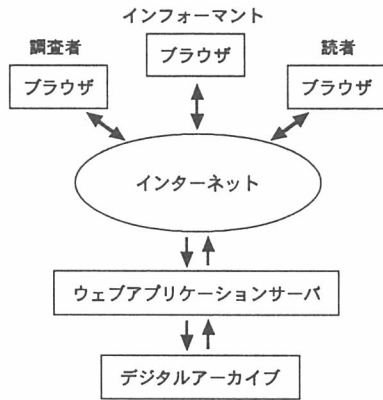 インフォーマント
調査者
読者
ブラウザ
ブラウザ
ブラウザ
インターネット
ウェブアプリケーションサーバ
デジタルアーカイブ